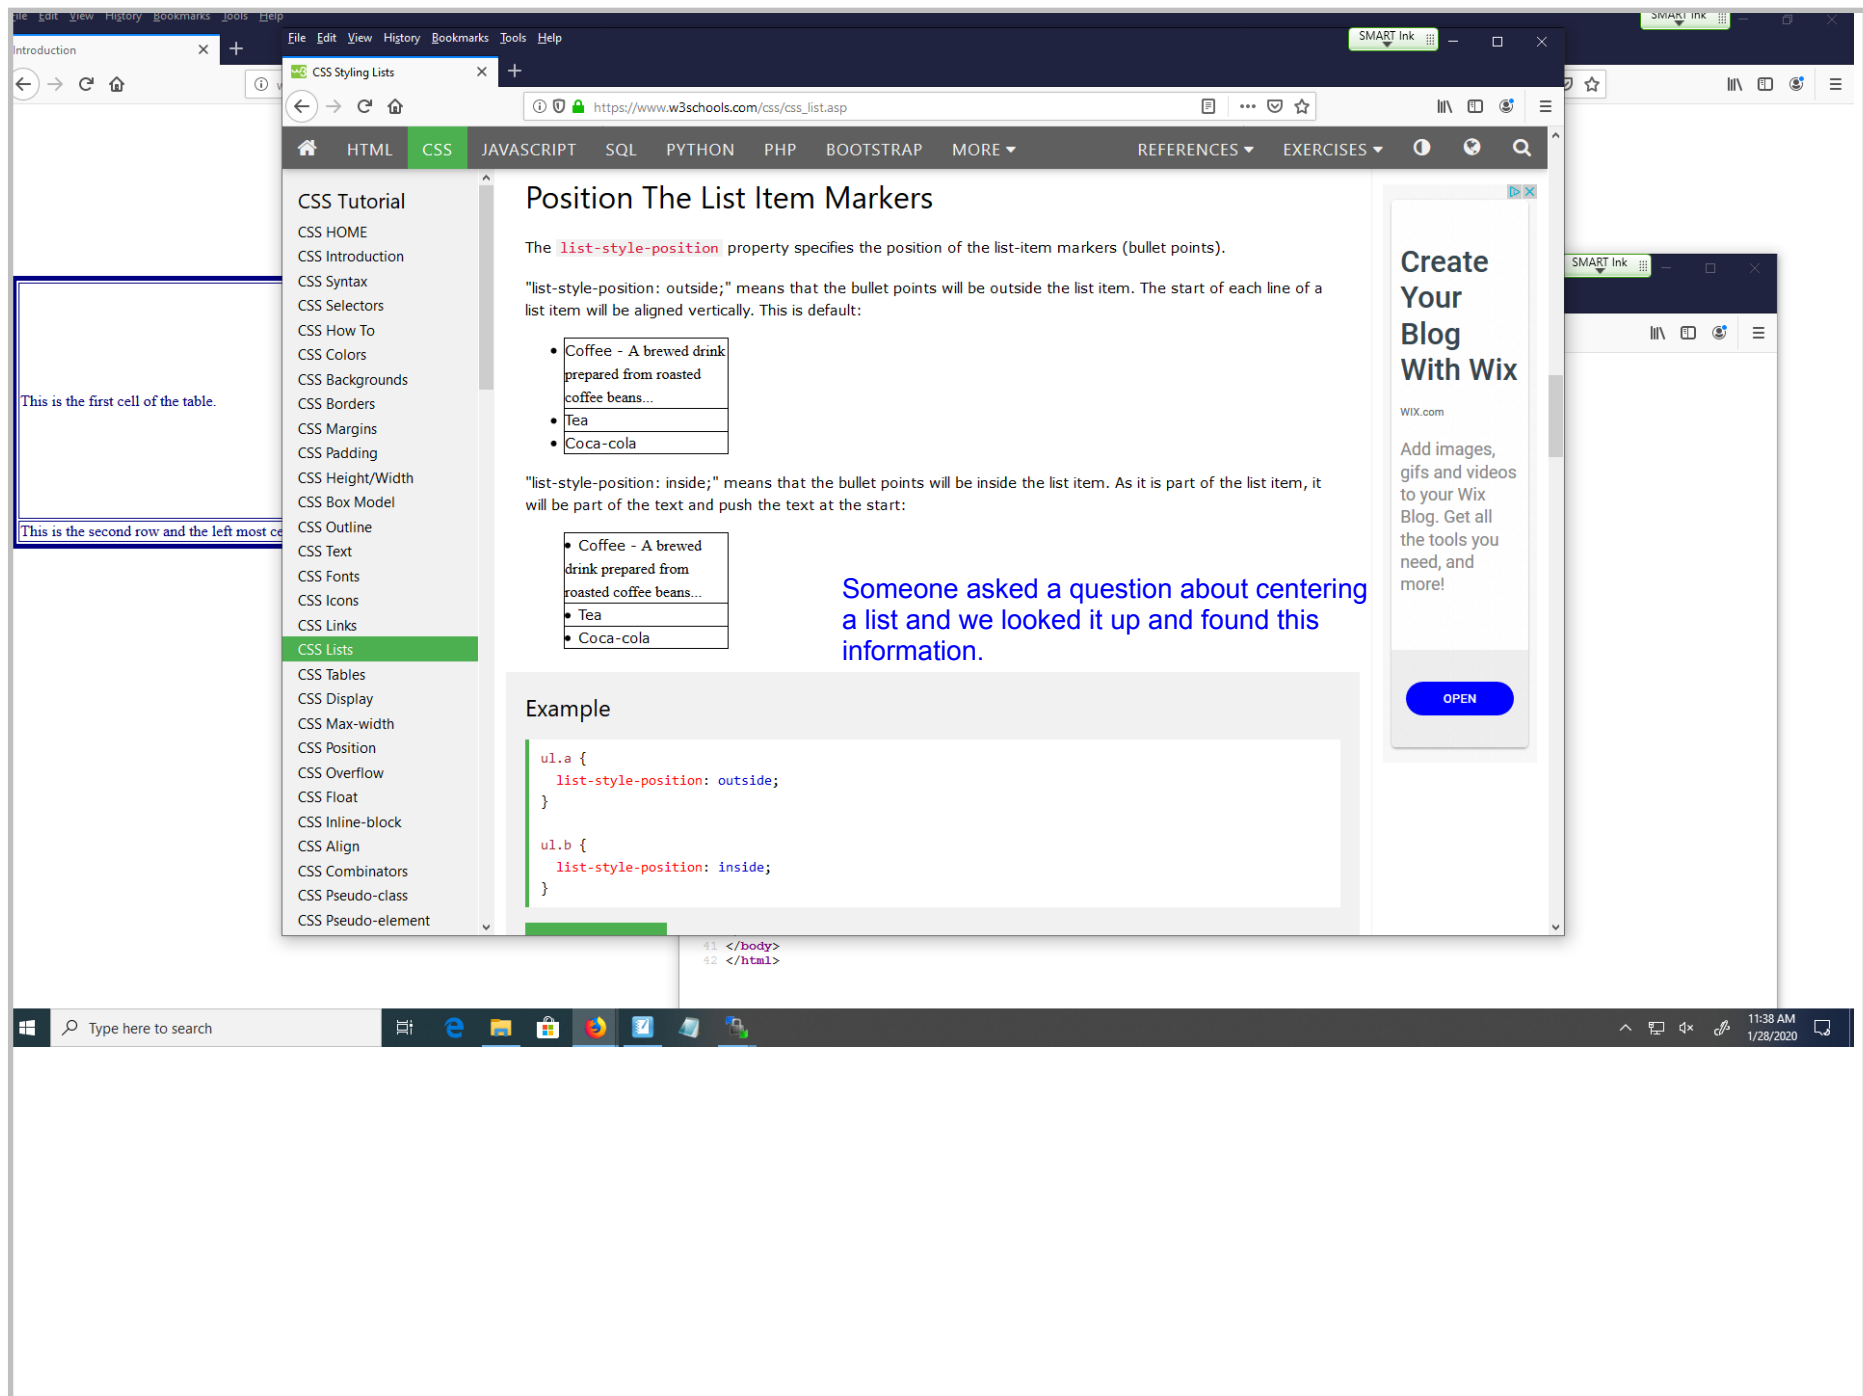 File Edit View History Bookmarks Tools Help
SMART Ink
Introduction
File Edit View History Bookmarks Tools Help
SMART Ink
CSS Styling Lists
https://www.w3schools.com/css/css_list.asp
HTML CSS JAVASCRIPT SQL PYTHON PHP BOOTSTRAP MORE REFERENCES EXERCISES
CSS Tutorial
CSS HOME
CSS Introduction
CSS Syntax
CSS Selectors
CSS How To
CSS Colors
CSS Backgrounds
CSS Borders
CSS Margins
CSS Padding
CSS Height/Width
CSS Box Model
CSS Outline
CSS Text
CSS Fonts
CSS Icons
CSS Links
CSS Lists
CSS Tables
CSS Display
CSS Max-width
CSS Position
CSS Overflow
CSS Float
CSS Inline-block
CSS Align
CSS Combinators
CSS Pseudo-class
CSS Pseudo-element
Position The List Item Markers
The list-style-position property specifies the position of the list-item markers (bullet points).
"list-style-position: outside;" means that the bullet points will be outside the list item. The start of each line of a
list item will be aligned vertically. This is default:
• Coffee - A brewed drink
prepared from roasted
coffee beans...
• Tea
• Coca-cola
"list-style-position: inside;" means that the bullet points will be inside the list item. As it is part of the list item, it
will be part of the text and push the text at the start:
• Coffee - A brewed
drink prepared from
roasted coffee beans...
• Tea
• Coca-cola
Someone asked a question about centering
a list and we looked it up and found this
information.
Example
ul.a {
list-style-position: outside;
}
ul.b {
list-style-position: inside;
}
Create
Your
Blog
With Wix
WIX.com
Add images,
gifs and videos
to your Wix
Blog. Get all
the tools you
need, and
more!
OPEN
SMART Ink
This is the first cell of the table.
This is the second row and the left most ce
41 </body>
42 </html>
Type here to search
11:38 AM
1/28/2020